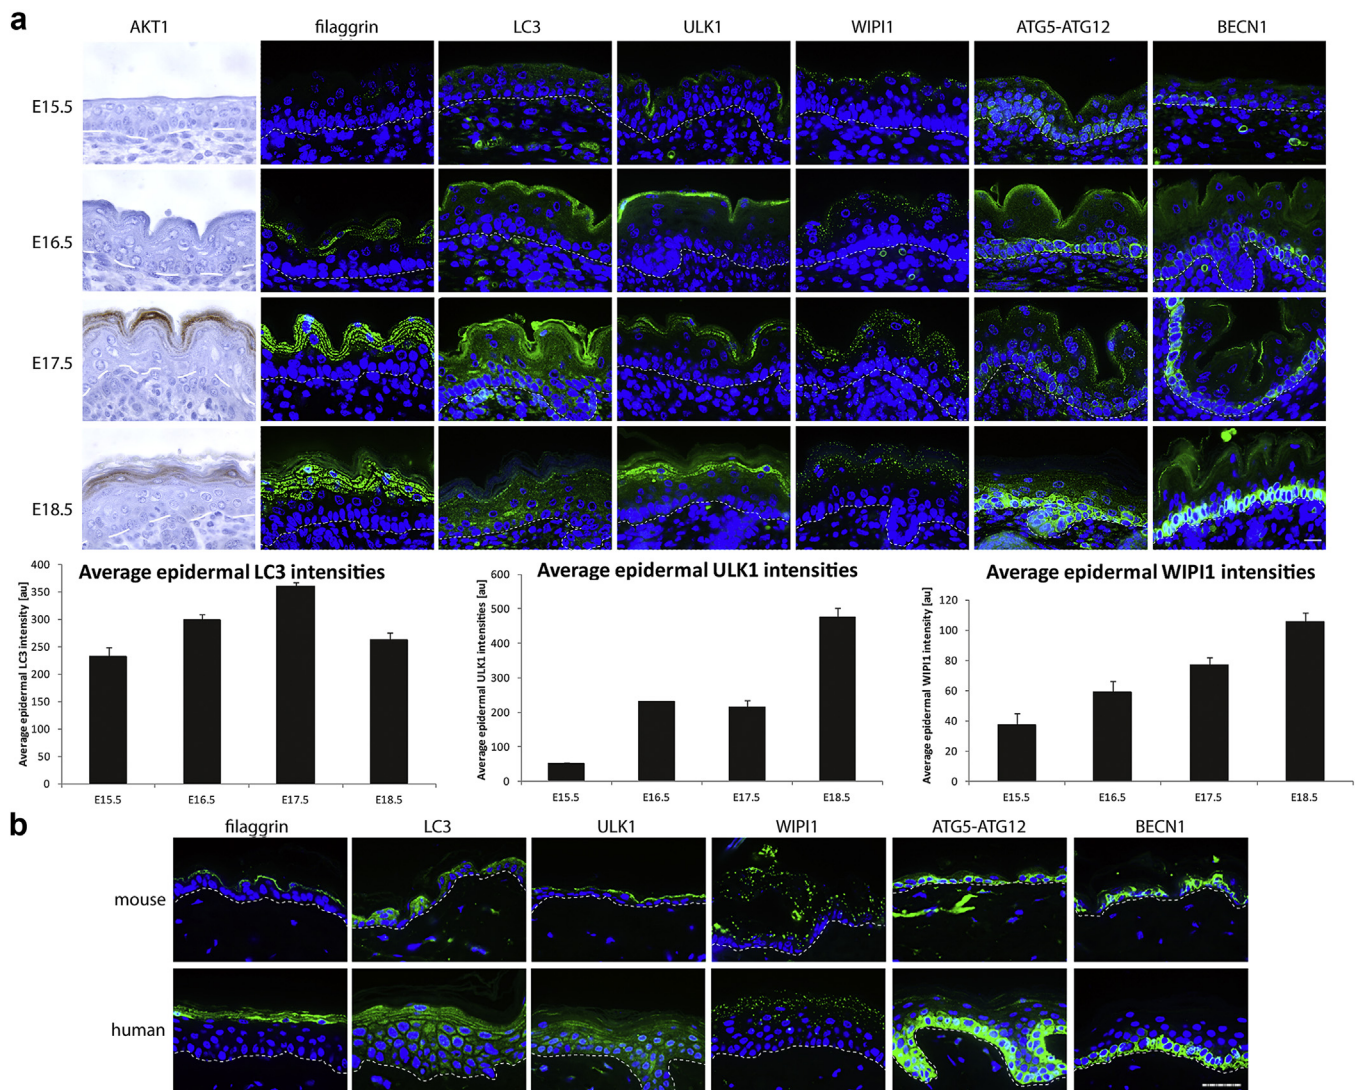 a
AKT1 filaggrin LC3 ULK1 WIPI1 ATG5-ATG12 BECN1
E15.5
E16.5
E17.5
E18.5
Average epidermal LC3 intensities
Average epidermal LC3 intensity [au]
400
350
300
250
200
150
100
50
0
E15.5 E16.5 E17.5 E18.5
Average epidermal ULK1 intensities
Average epidermal ULK1 intensities [au]
600
500
400
300
200
100
0
E15.5 E16.5 E17.5 E18.5
Average epidermal WIPI1 intensities
Average epidermal WIPI1 intensity [au]
120
100
80
60
40
20
0
E15.5 E16.5 E17.5 E18.5
b
filaggrin LC3 ULK1 WIPI1 ATG5-ATG12 BECN1
mouse
human